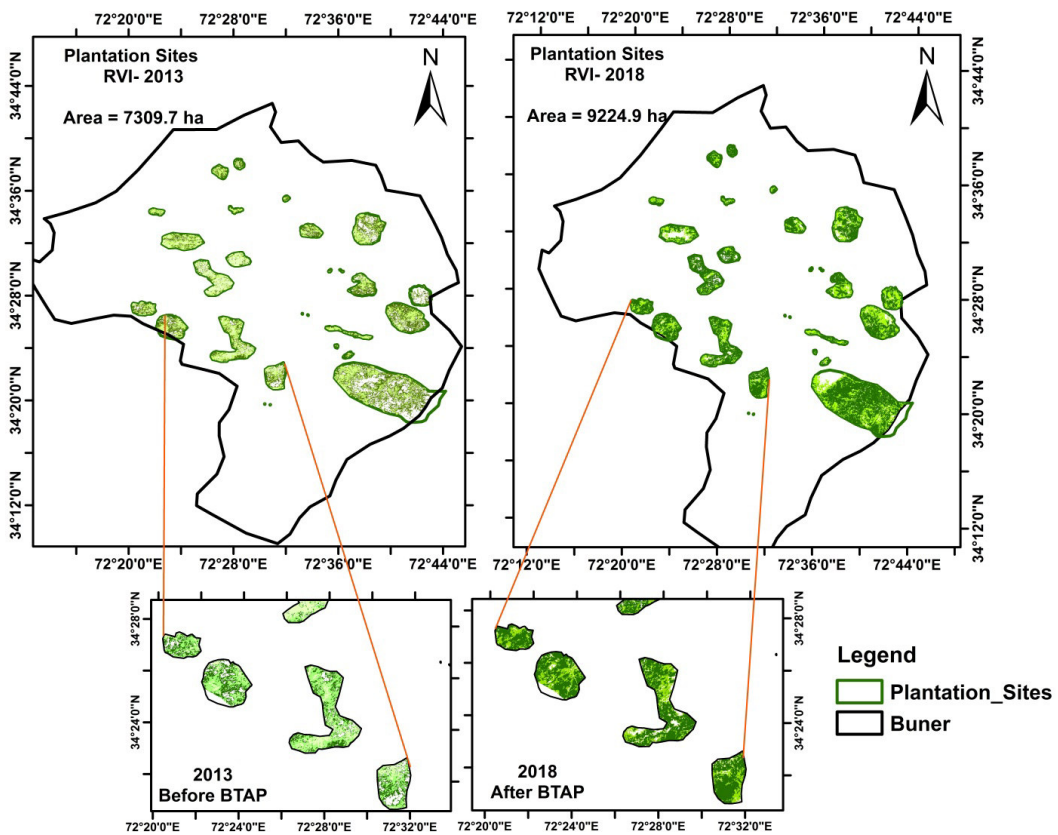 72°20'0"E 72°28'0"E 72°36'0"E 72°44'0"E
72°12'0"E 72°20'0"E 72°28'0"E 72°36'0"E 72°44'0"E
Plantation Sites
RVI- 2013
Area = 7309.7 ha
N
34°44'0"N
34°36'0"N
34°28'0"N
34°20'0"N
34°12'0"N
72°20'0"E 72°28'0"E 72°36'0"E 72°44'0"E
Plantation Sites
RVI- 2018
Area = 9224.9 ha
N
34°44'0"N
34°36'0"N
34°28'0"N
34°20'0"N
34°12'0"N
72°12'0"E 72°20'0"E 72°28'0"E 72°36'0"E 72°44'0"E
34°28'0"N
34°24'0"N
2013
Before BTAP
72°20'0"E 72°24'0"E 72°28'0"E 72°32'0"E
34°28'0"N
34°24'0"N
2018
After BTAP
72°20'0"E 72°24'0"E 72°28'0"E 72°32'0"E
Legend
Plantation_Sites
Buner